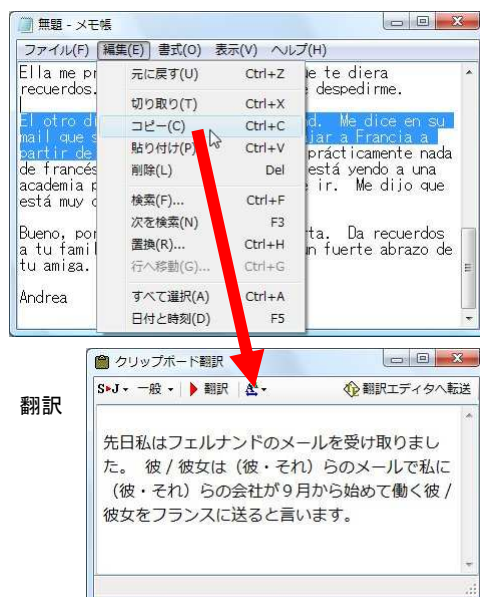 無題 - メモ帳
ファイル(F) 編集(E) 書式(O) 表示(V) ヘルプ(H)
Ella me 元に戻す(U) Ctrl+Z te diera
recuerdos. despedirme.
切り取り(T) Ctrl+X
El otro コピー(C) Ctrl+C Me dice en su
mail que 貼り付け(P) Ctrl+V a Francia a
partir de prácticamente nada
de francés 削除(L) Del está yendo a una
academia ir. Me dijo que
está muy 検索(F)... Ctrl+F
次を検索(N) F3
Bueno, 置換(R)... Ctrl+H Da recuerdos
a tu fuerte abrazo de
tu amiga. 行へ移動(G)... Ctrl+G
Andrea すべて選択(A) Ctrl+A
日付と時刻(D) F5
クリップボード翻訳
S▶J 一般 翻訳 A 翻訳エディタへ転送
翻訳
先日私はフェルナンドのメールを受け取りまし
た。 彼 / 彼女は（彼・それ）らのメールで私に
（彼・それ）らの会社が９月から始めて働く彼 /
彼女をフランスに送ると言います。